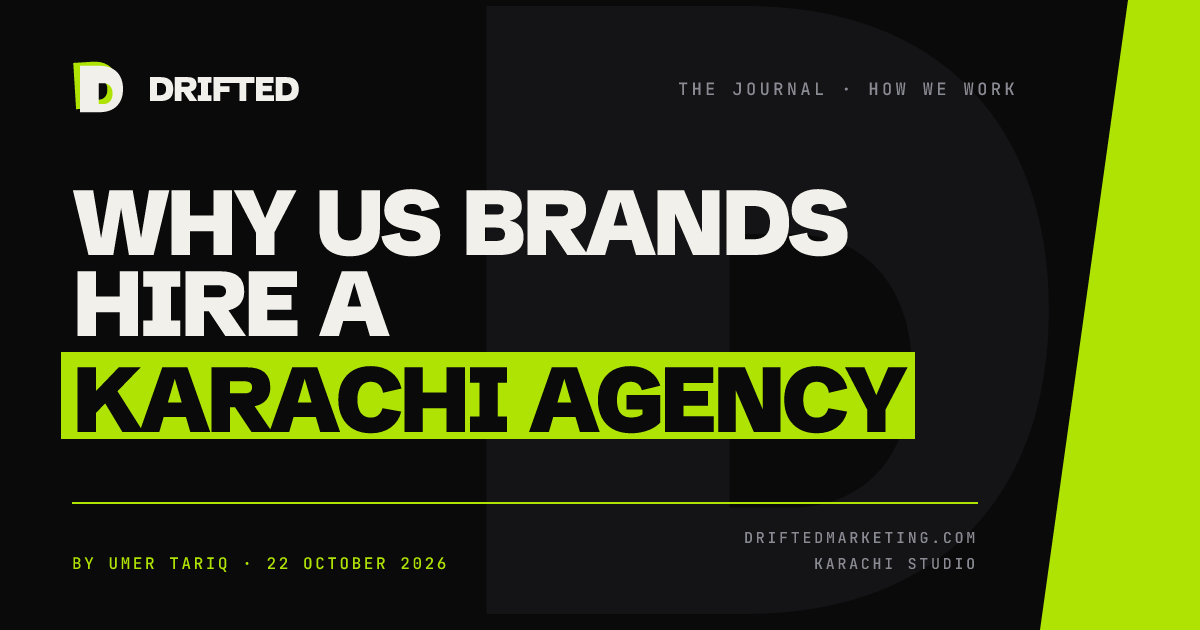 DRIFTED
THE JOURNAL · HOW WE WORK
WHY US BRANDS
HIRE A
KARACHI AGENCY
BY UMER TARIQ · 22 OCTOBER 2026
DRIFTEDMARKETING.COM
KARACHI STUDIO